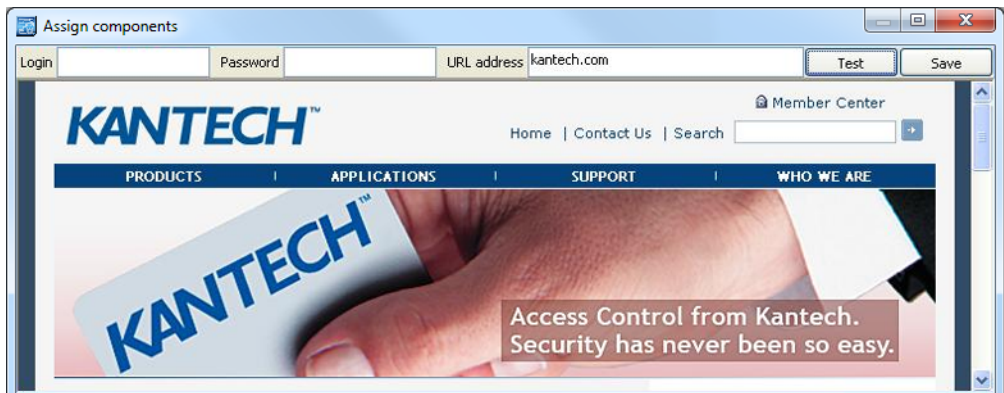 Assign components
Login Password URL address kantech.com Test Save
Member Center
KANTECH™
Home | Contact Us | Search
PRODUCTS | APPLICATIONS | SUPPORT | WHO WE ARE
KANTECH™
Access Control from Kantech.
Security has never been so easy.